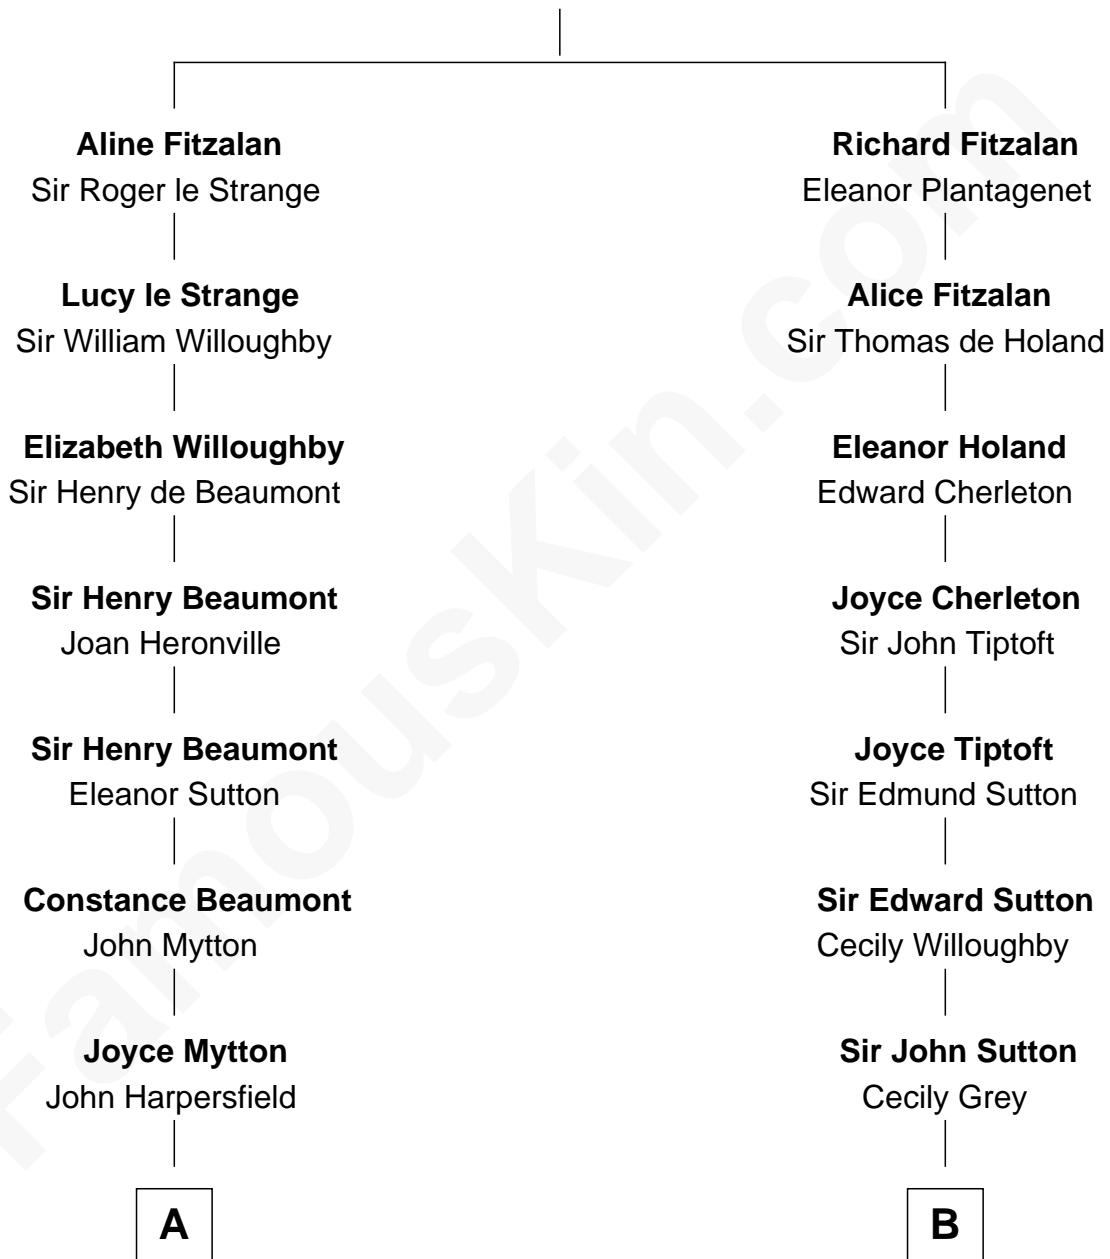 Aline Fitzalan
Sir Roger le Strange
Lucy le Strange
Sir William Willoughby
Elizabeth Willoughby
Sir Henry de Beaumont
Sir Henry Beaumont
Joan Heronville
Sir Henry Beaumont
Eleanor Sutton
Constance Beaumont
John Mytton
Joyce Mytton
John Harpersfield
A
Richard Fitzalan
Eleanor Plantagenet
Alice Fitzalan
Sir Thomas de Holand
Eleanor Holand
Edward Cherleton
Joyce Cherleton
Sir John Tiptoft
Joyce Tiptoft
Sir Edmund Sutton
Sir Edward Sutton
Cecily Willoughby
Sir John Sutton
Cecily Grey
B
FamousKin.com